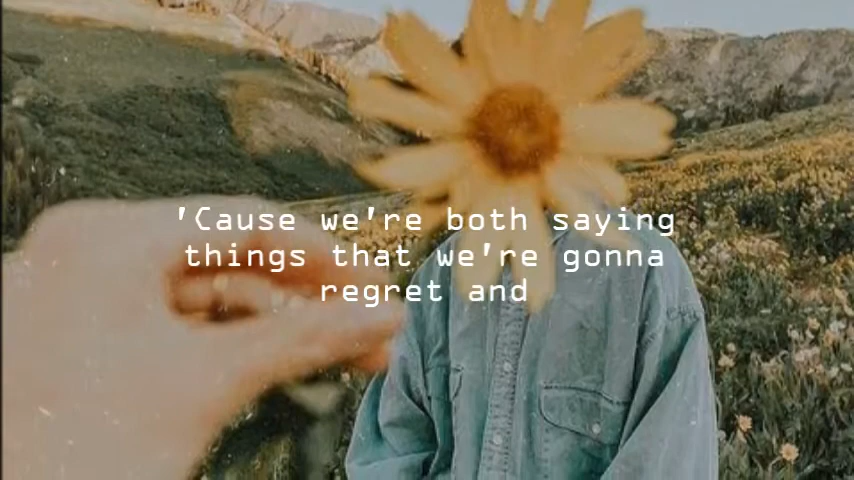 'Cause we're both saying
things that we're gonna
regret and